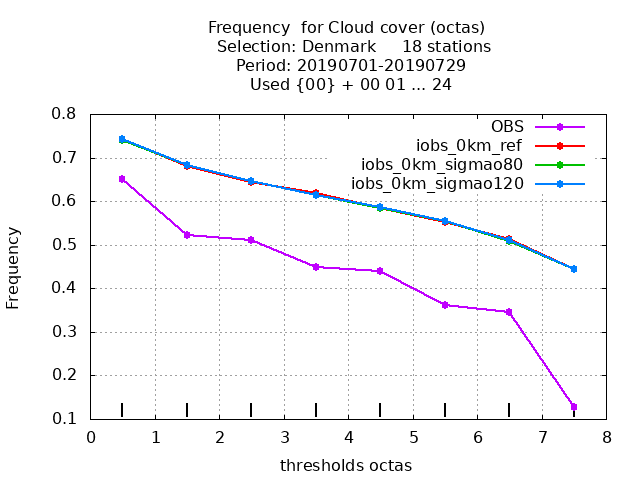 Frequency  for Cloud cover (octas)
Selection: Denmark     18 stations
Period: 20190701-20190729
Used {00} + 00 01 ... 24
OBS
iobs_0km_ref
iobs_0km_sigmao80
iobs_0km_sigmao120
Frequency
0.8
0.7
0.6
0.5
0.4
0.3
0.2
0.1
0 1 2 3 4 5 6 7 8
thresholds octas